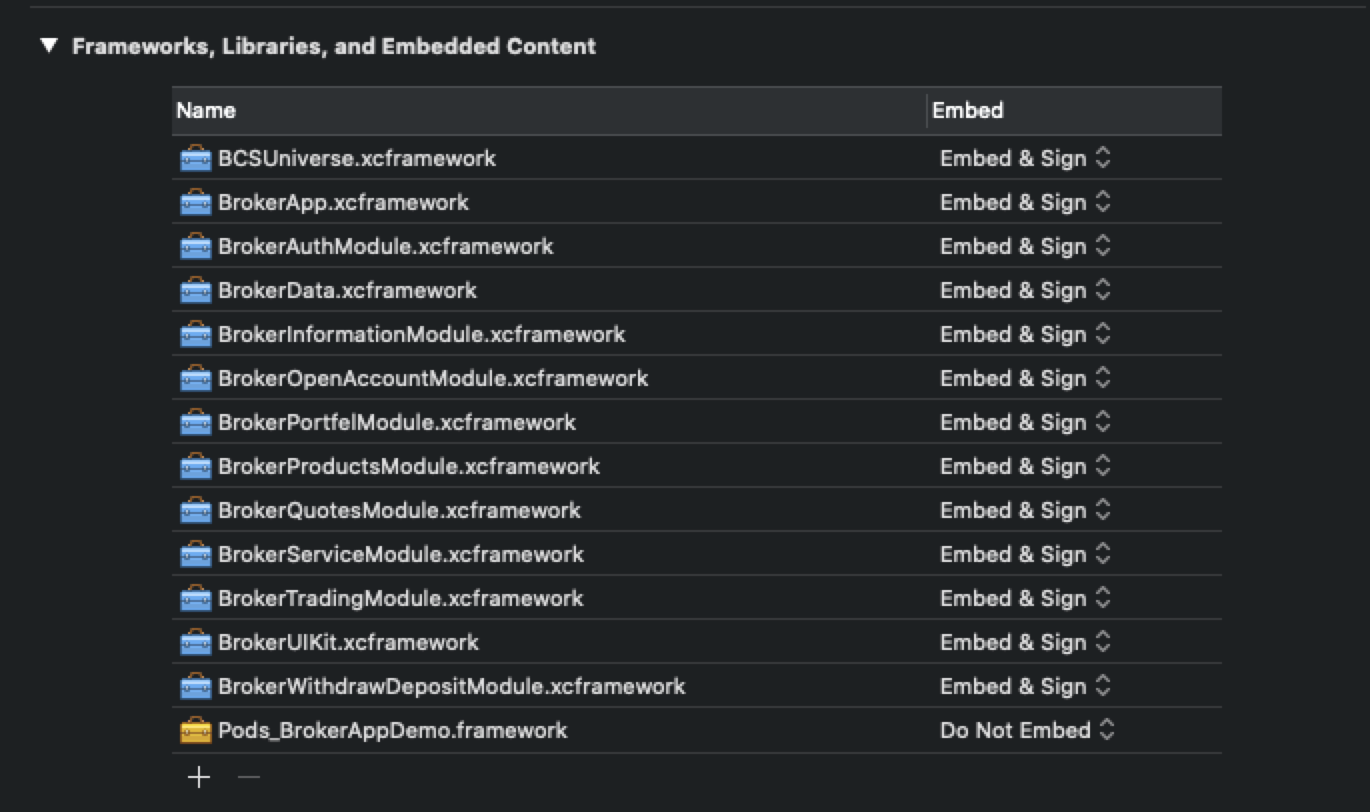 Frameworks, Libraries, and Embedded Content
Name Embed
BCSUniverse.xcframework Embed & Sign
BrokerApp.xcframework Embed & Sign
BrokerAuthModule.xcframework Embed & Sign
BrokerData.xcframework Embed & Sign
BrokerInformationModule.xcframework Embed & Sign
BrokerOpenAccountModule.xcframework Embed & Sign
BrokerPortfelModule.xcframework Embed & Sign
BrokerProductsModule.xcframework Embed & Sign
BrokerQuotesModule.xcframework Embed & Sign
BrokerServiceModule.xcframework Embed & Sign
BrokerTradingModule.xcframework Embed & Sign
BrokerUIKit.xcframework Embed & Sign
BrokerWithdrawDepositModule.xcframework Embed & Sign
Pods_BrokerAppDemo.framework Do Not Embed